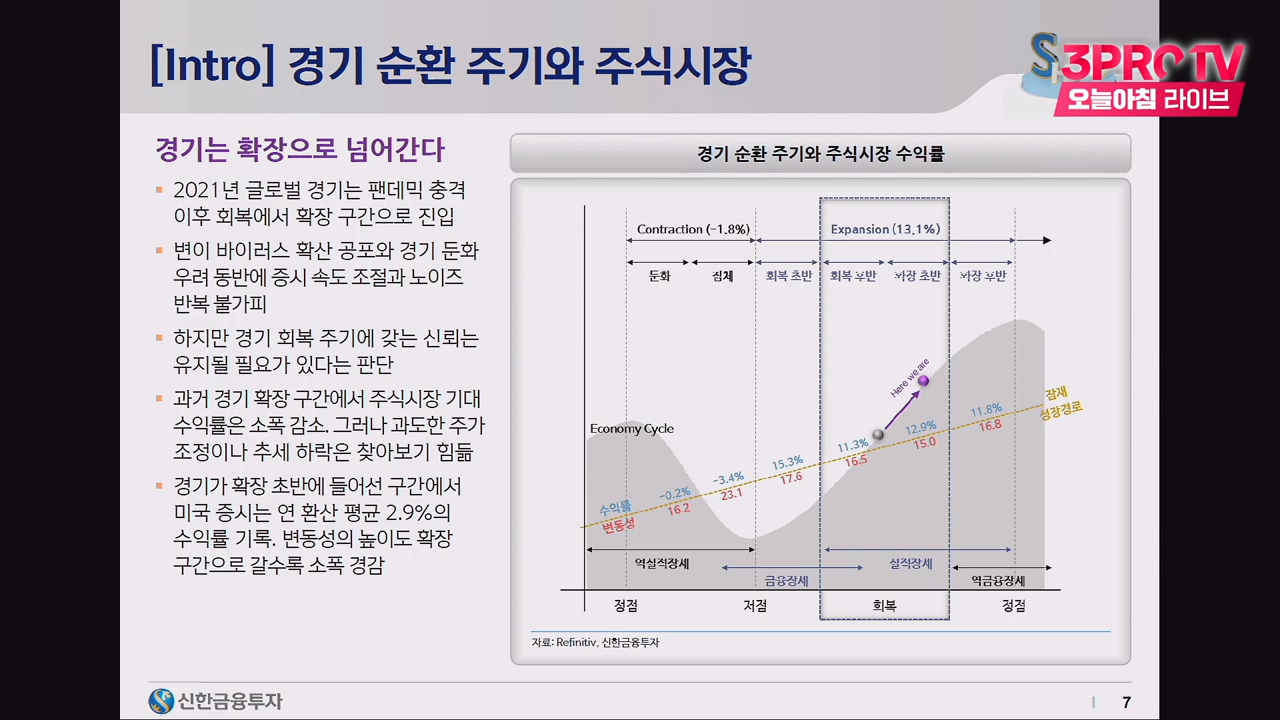 [Intro] 경기 순환 주기와 주식시장
3PROTV
오늘아침 라이브
경기는 확장으로 넘어간다
2021년 글로벌 경기는 팬데믹 충격
이후 회복에서 확장 구간으로 진입
변이 바이러스 확산 공포와 경기 둔화
우려 동반에 증시 속도 조절과 노이즈
반복 불가피
하지만 경기 회복 주기에 갖는 신뢰는
유지될 필요가 있다는 판단
과거 경기 확장 구간에서 주식시장 기대
수익률은 소폭 감소. 그러나 과도한 주가
조정이나 추세 하락은 찾아보기 힘듦
경기가 확장 초반에 들어선 구간에서
미국 증시는 연 환산 평균 2.9%의
수익률 기록. 변동성의 높이도 확장
구간으로 갈수록 소폭 경감
경기 순환 주기와 주식시장 수익률
Contraction (-1.8%)
Expansion (13.1%)
둔화
침체
회복 초반
회복 후반
확장 초반
확장 후반
Here we are
Economy Cycle
잠재
성장경로
수익률
변동성
-0.2%
16.2
-3.4%
23.1
15.3%
17.6
11.3%
16.5
12.9%
15.0
11.8%
16.8
역실적장세
금융장세
실적장세
역금융장세
정점
저점
회복
정점
자료: Refinitiv, 신한금융투자
신한금융투자
7